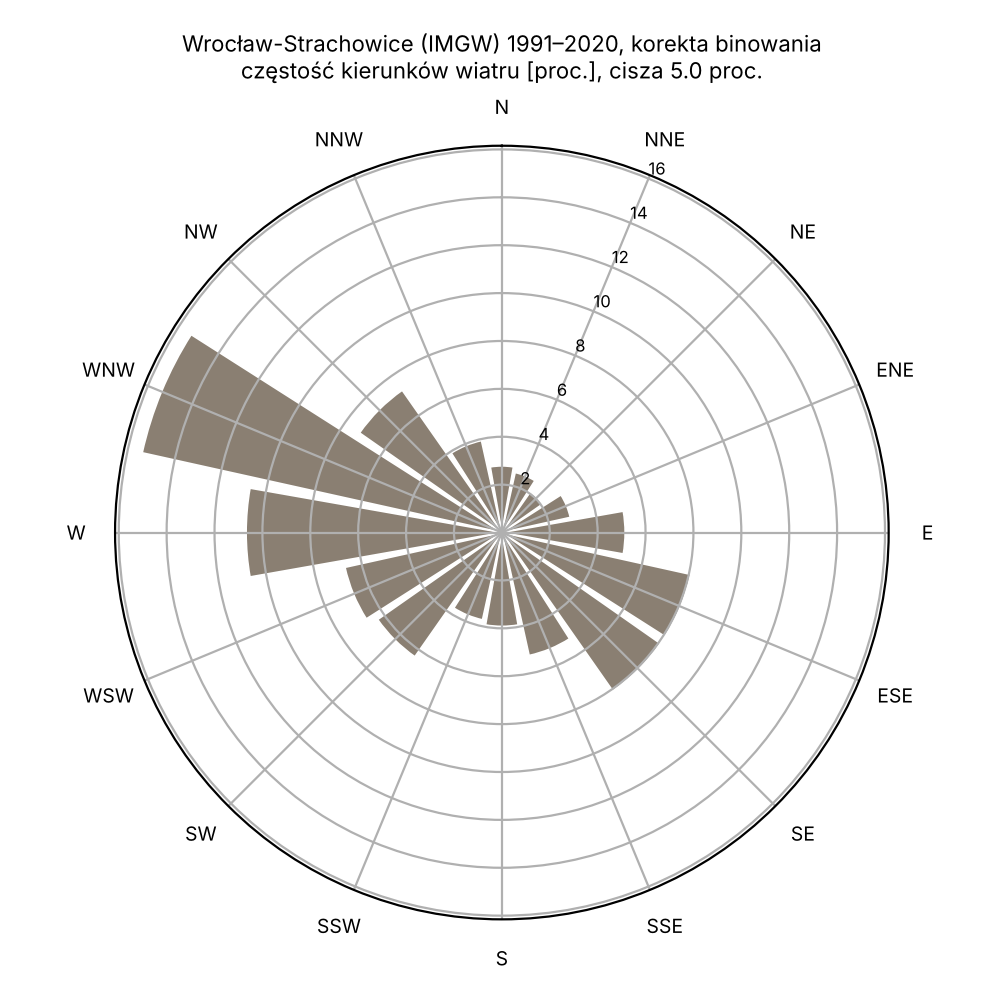 Wrocław-Strachowice (IMGW) 1991–2020, korekta binowania
częstość kierunków wiatru [proc.], cisza 5.0 proc.
N
NNW
NNE
16
14
NW
NE
12
10
8
WNW
ENE
6
4
2
W
E
WSW
ESE
SW
SE
SSW
SSE
S